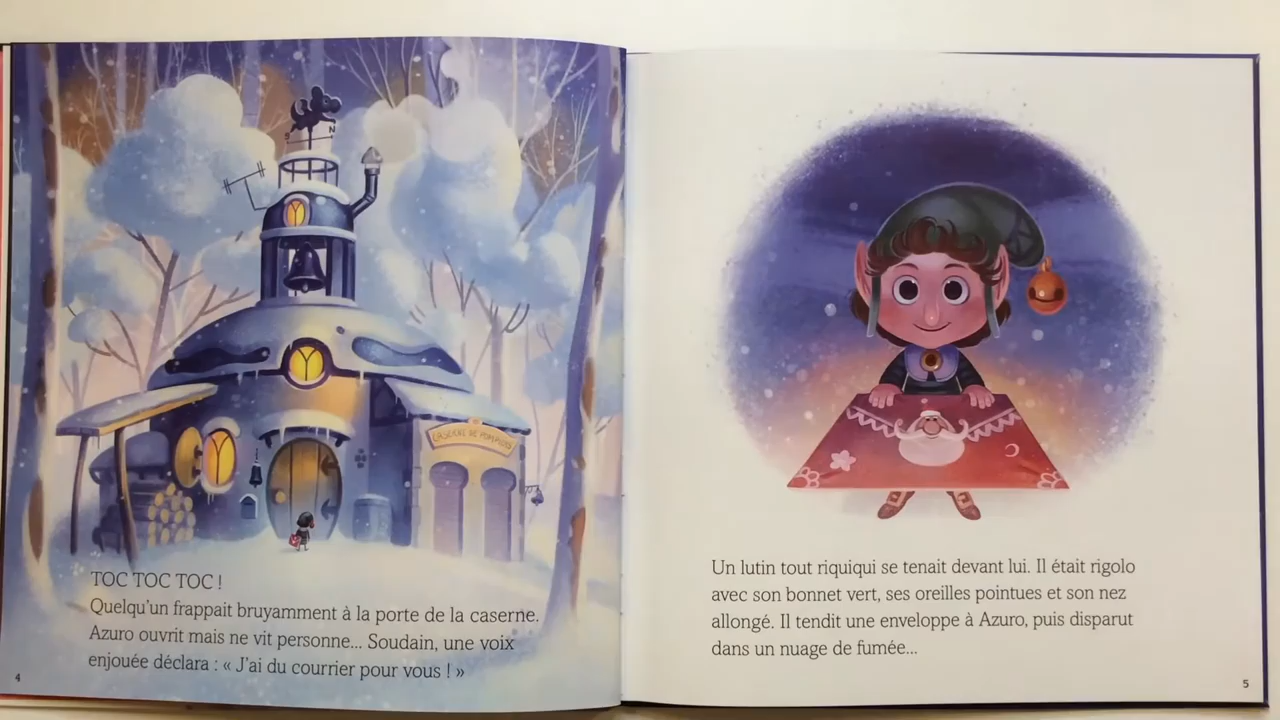 N
CASERNE DE POMPIERS
TOC TOC TOC !
Quelqu'un frappait bruyamment à la porte de la caserne.
Azuro ouvrit mais ne vit personne... Soudain, une voix
enjouée déclara : « J'ai du courrier pour vous ! »
4
Un lutin tout riquiqui se tenait devant lui. Il était rigolo
avec son bonnet vert, ses oreilles pointues et son nez
allongé. Il tendit une enveloppe à Azuro, puis disparut
dans un nuage de fumée...
5